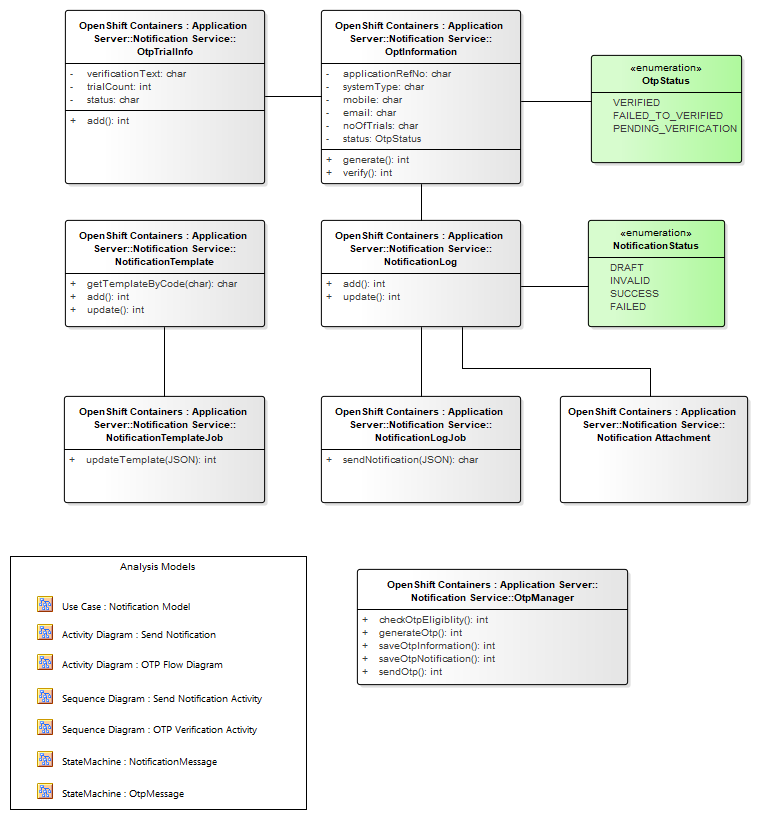 OpenShift Containers : Application
Server::Notification Service::
OtpTrialInfo
- verificationText: char
- trialCount: int
- status: char
+ add(): int
OpenShift Containers : Application
Server::Notification Service::
OptInformation
- applicationRefNo: char
- systemType: char
- mobile: char
- email: char
- noOfTrials: char
- status: OtpStatus
+ generate(): int
+ verify(): int
«enumeration»
OtpStatus
VERIFIED
FAILED_TO_VERIFIED
PENDING_VERIFICATION
OpenShift Containers : Application
Server::Notification Service::
NotificationTemplate
+ getTemplateByCode(char): char
+ add(): int
+ update(): int
OpenShift Containers : Application
Server::Notification Service::
NotificationLog
+ add(): int
+ update(): int
«enumeration»
NotificationStatus
DRAFT
INVALID
SUCCESS
FAILED
OpenShift Containers : Application
Server::Notification Service::
NotificationTemplateJob
+ updateTemplate(JSON): int
OpenShift Containers : Application
Server::Notification Service::
NotificationLogJob
+ sendNotification(JSON): char
OpenShift Containers : Application
Server::Notification Service::
Notification Attachment
Analysis Models
Use Case : Notification Model
Activity Diagram : Send Notification
Activity Diagram : OTP Flow Diagram
Sequence Diagram : Send Notification Activity
Sequence Diagram : OTP Verification Activity
StateMachine : NotificationMessage
StateMachine : OtpMessage
OpenShift Containers : Application Server::
Notification Service::OtpManager
+ checkOtpEligiblity(): int
+ generateOtp(): int
+ saveOtpInformation(): int
+ saveOtpNotification(): int
+ sendOtp(): int